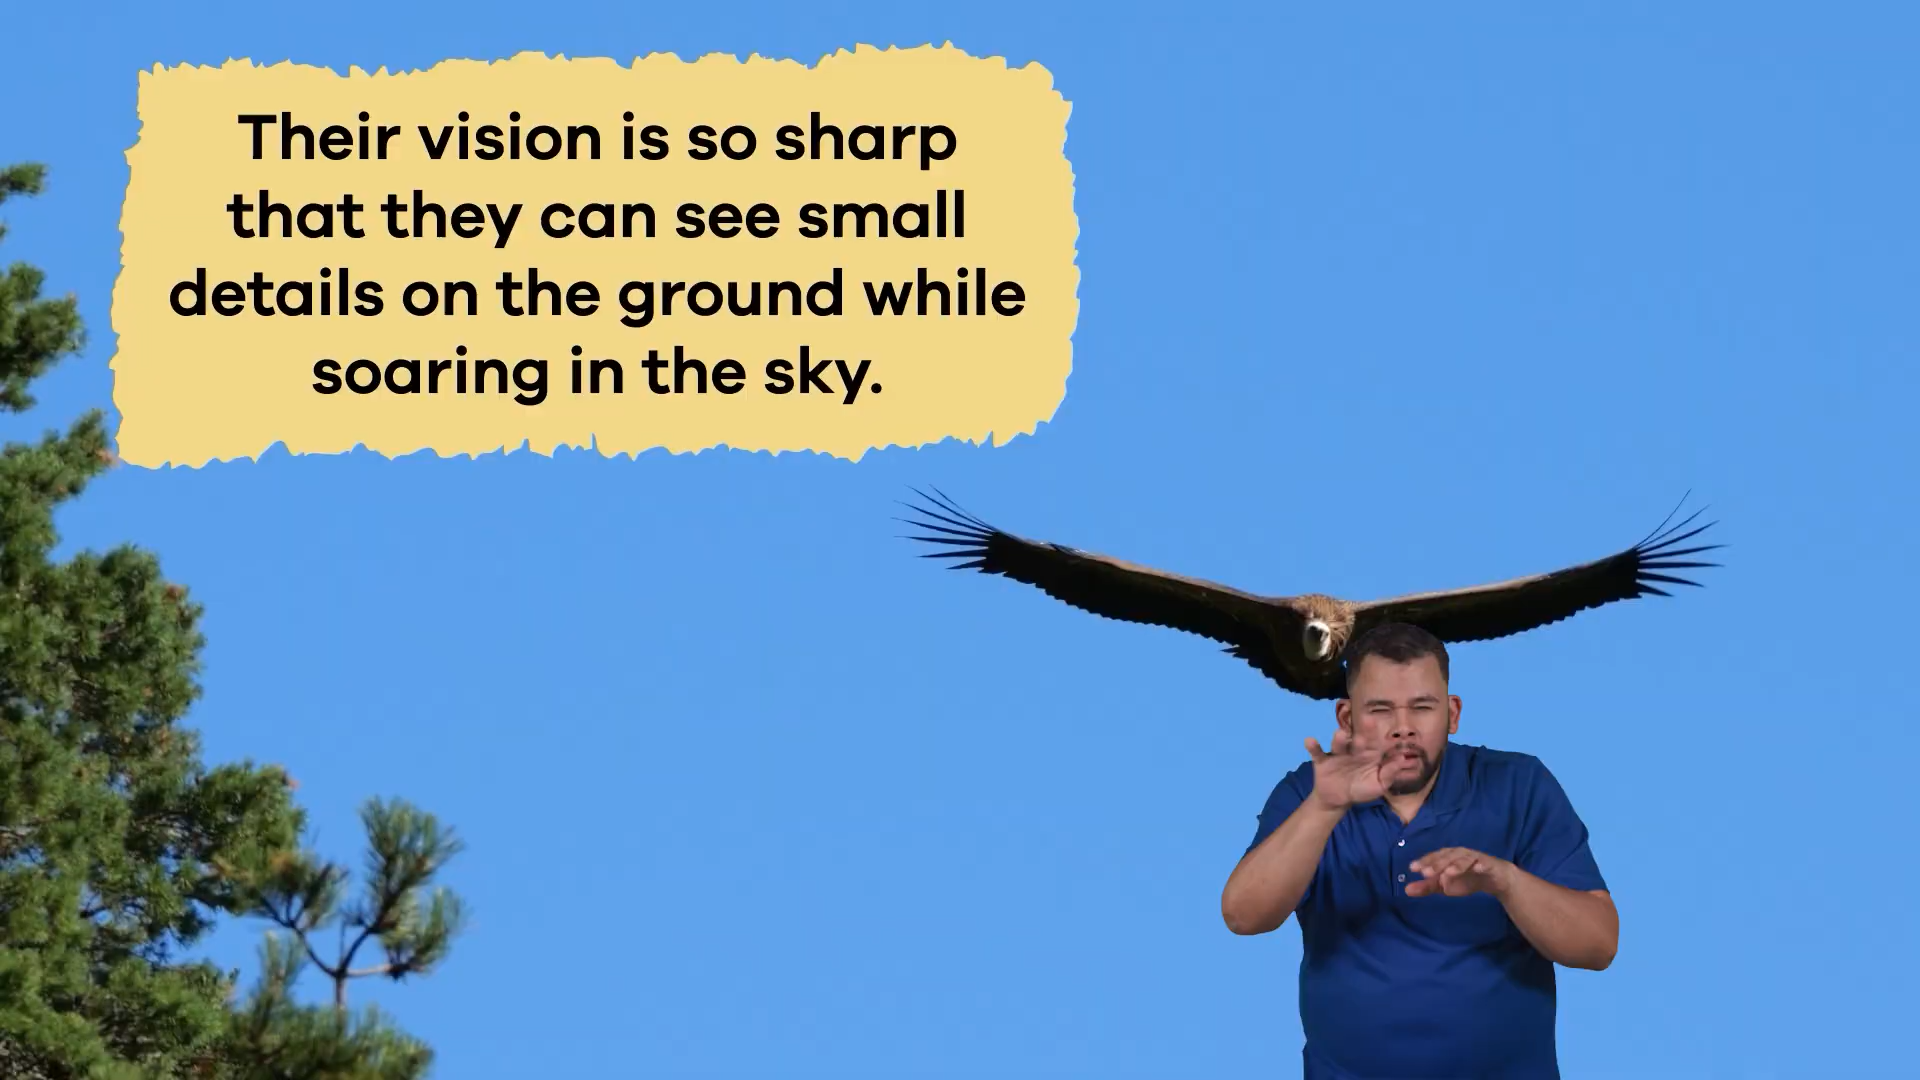 Their vision is so sharp
that they can see small
details on the ground while
soaring in the sky.